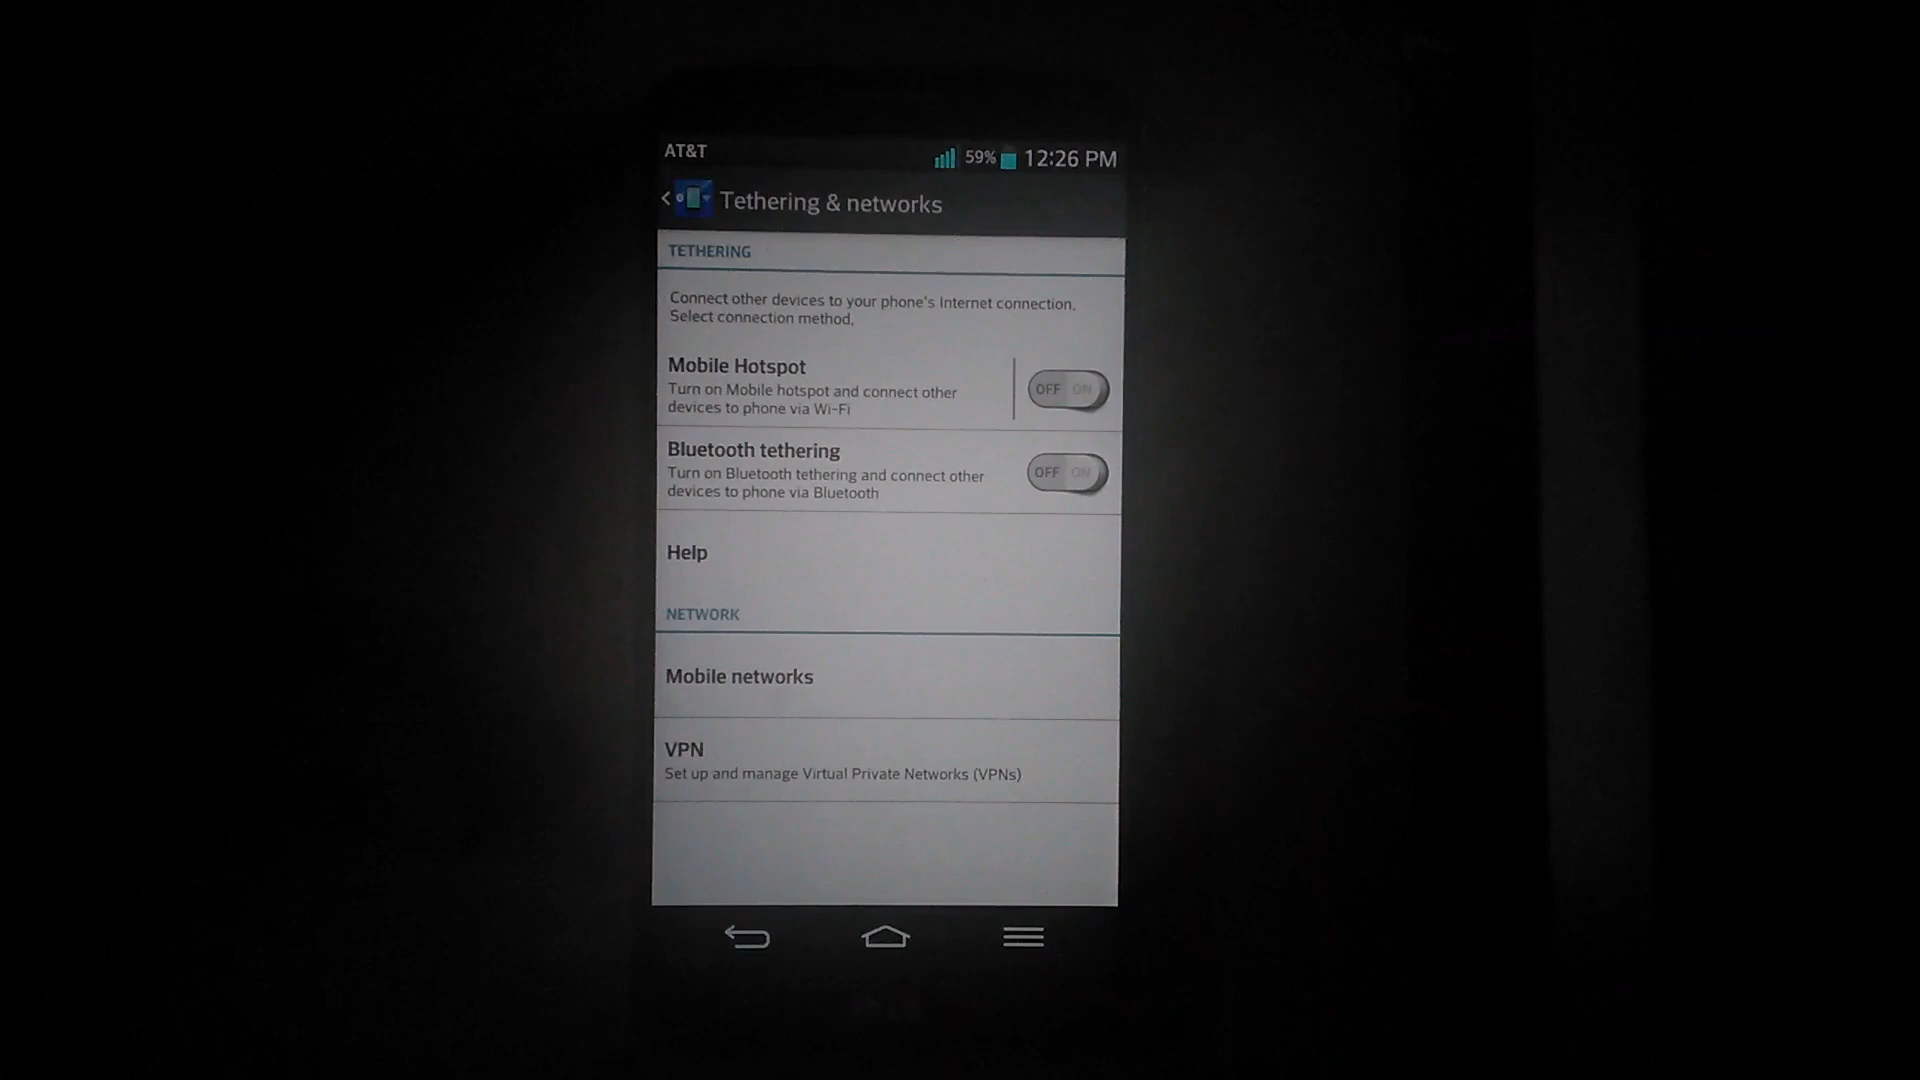 AT&T 59% 12:26 PM
Tethering & networks
TETHERING
Connect other devices to your phone's Internet connection.
Select connection method.
Mobile Hotspot
Turn on Mobile hotspot and connect other
devices to phone via Wi-Fi
OFF ON
Bluetooth tethering
Turn on Bluetooth tethering and connect other
devices to phone via Bluetooth
OFF ON
Help
NETWORK
Mobile networks
VPN
Set up and manage Virtual Private Networks (VPNs)